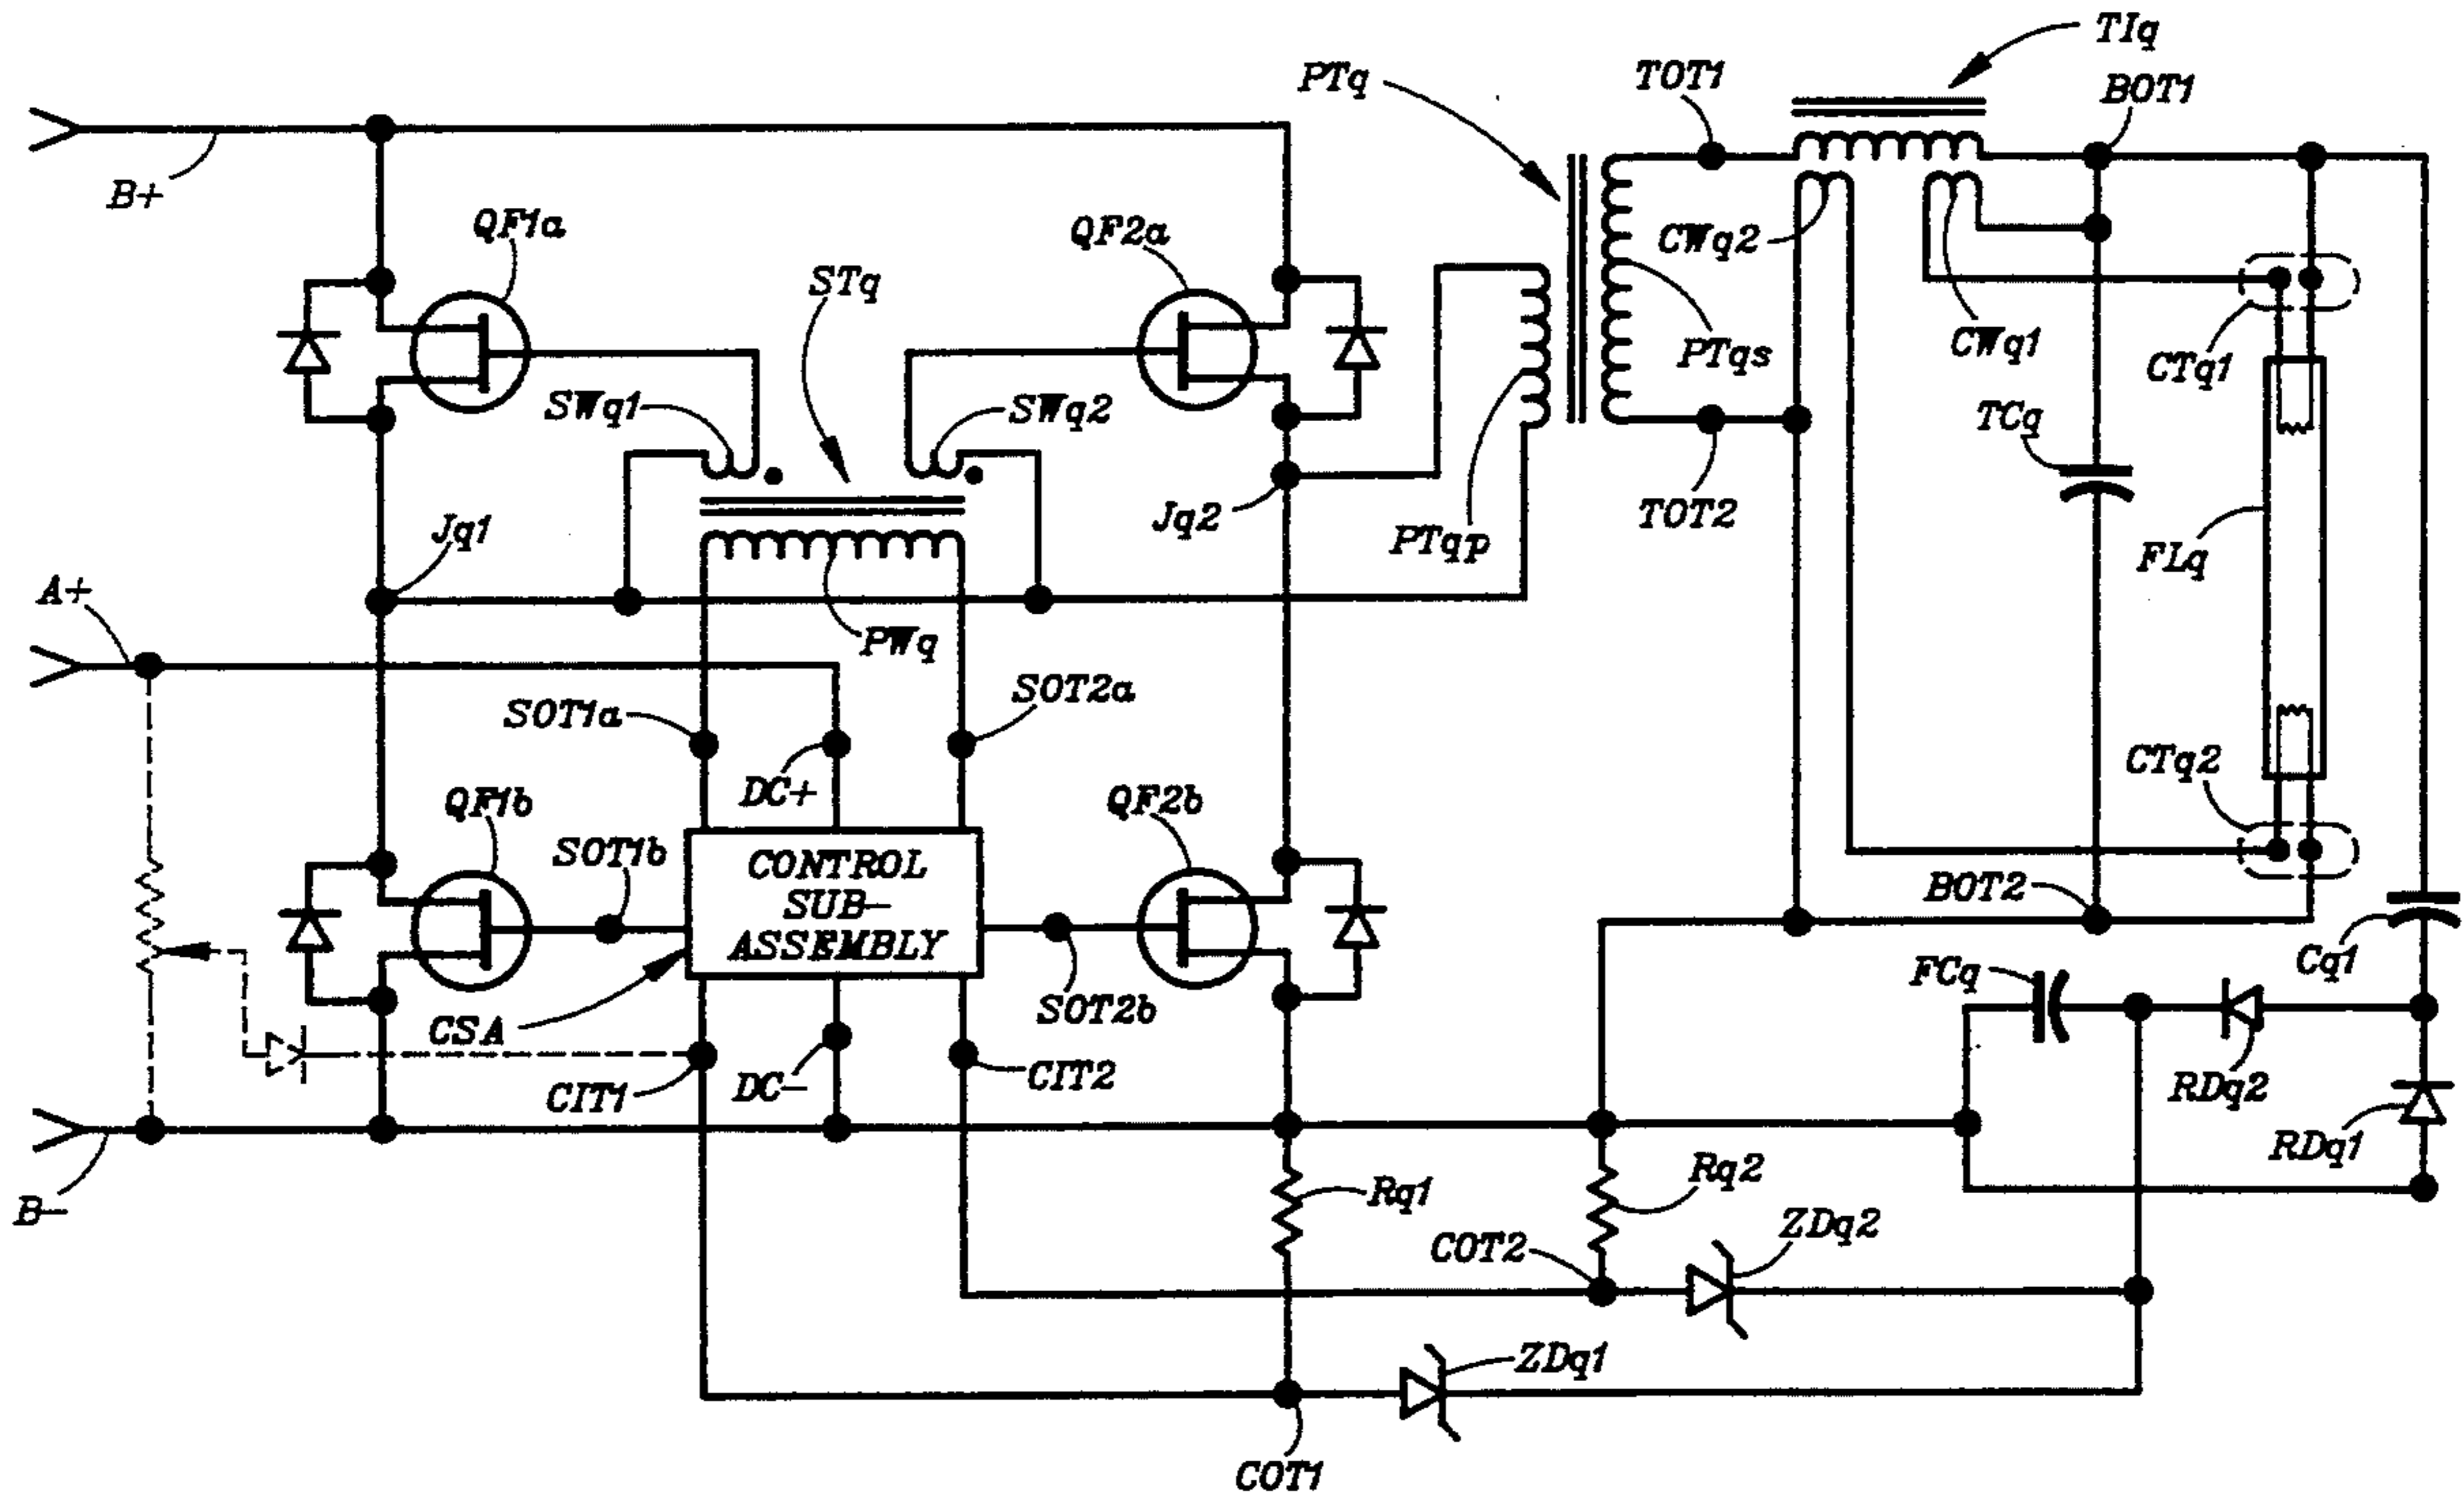 TIq
PTq
TOT1
BOT1
B+
QF1a
QF2a
STq
CWq2
PTqs
CWq1
CTq1
SWq1
SWq2
TCq
Jq1
Jq2
PTqp
TOT2
FLq
A+
PWq
SOT1a
SOT2a
DC+
CTq2
QF1b
QF2b
SOT1b
CONTROL
SUB-
ASSEMBLY
BOT2
Cq1
FCq
CSA
SOT2b
CIT1
DC-
CIT2
RDq2
RDq1
B-
Rq1
Rq2
COT2
ZDq2
ZDq1
COT1